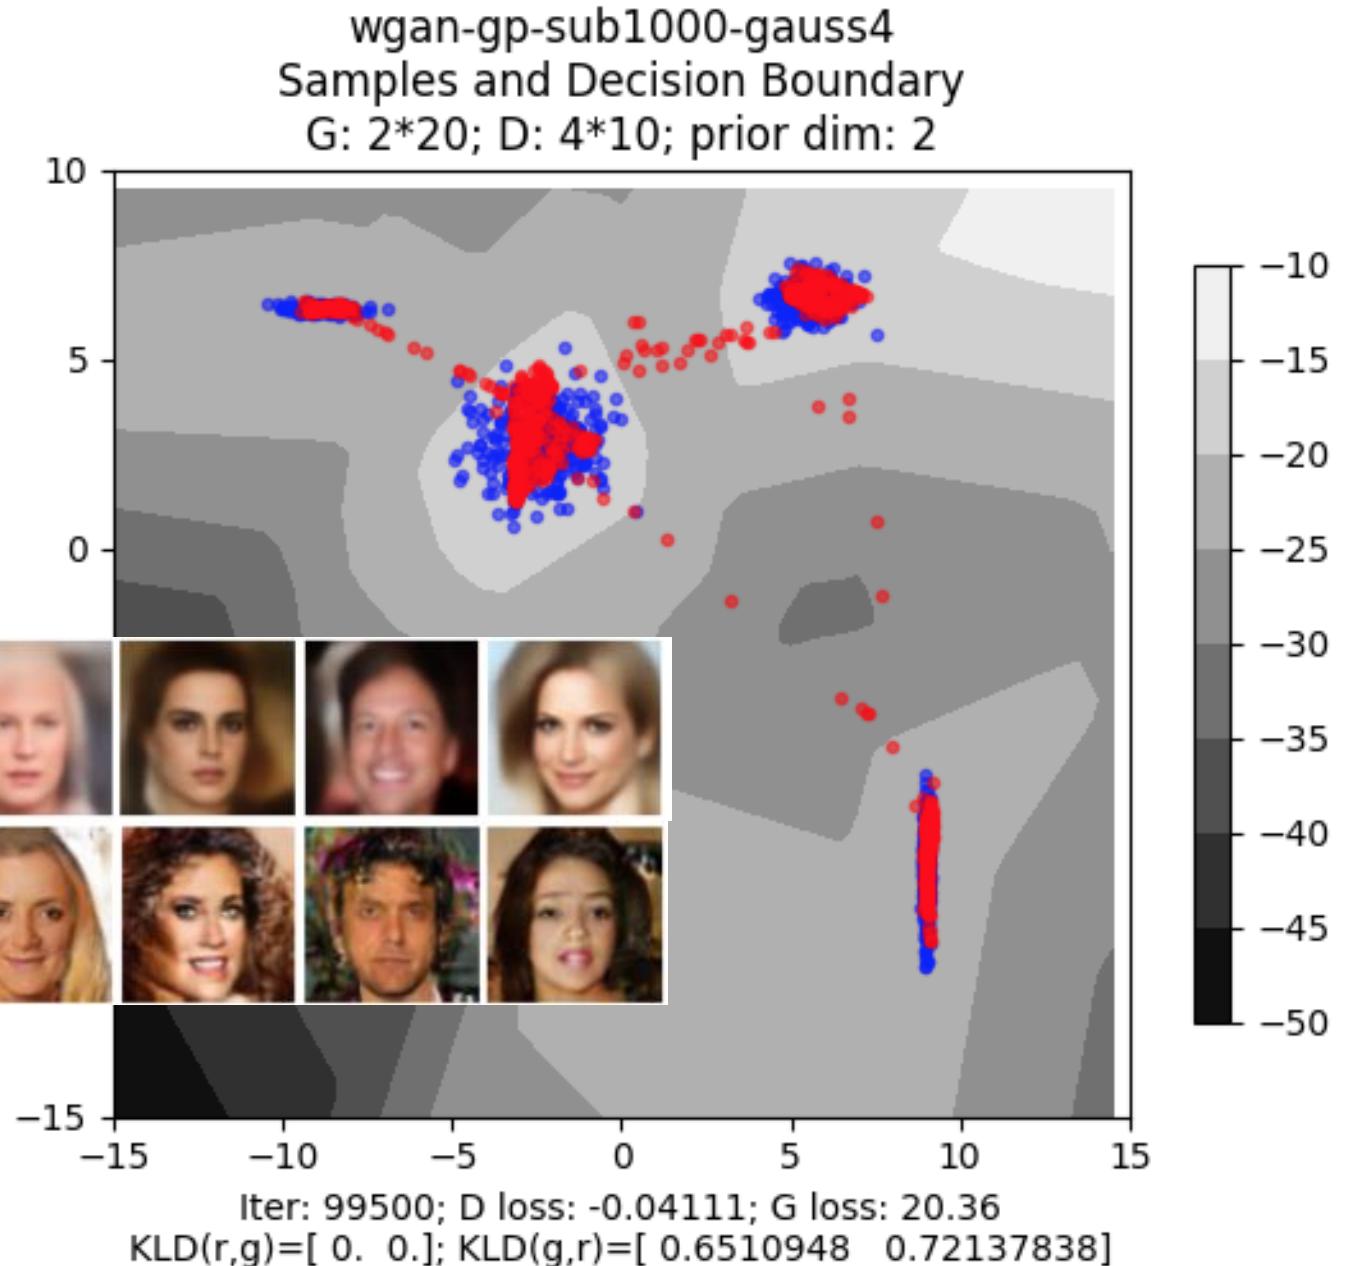 wgan-gp-sub1000-gauss4
Samples and Decision Boundary
G: 2*20; D: 4*10; prior dim: 2
10
5
0
−15
−15 −10 −5 0 5 10 15
−10
−15
−20
−25
−30
−35
−40
−45
−50
Iter: 99500; D loss: -0.04111; G loss: 20.36
KLD(r,g)=[ 0. 0.]; KLD(g,r)=[ 0.6510948 0.72137838]